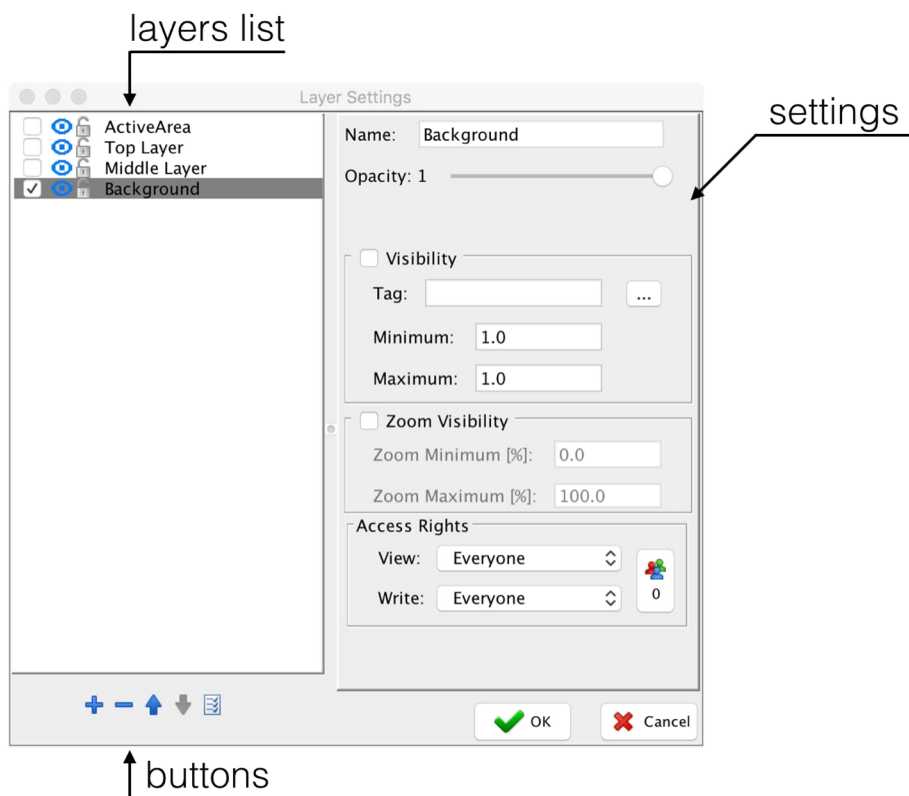 layers list
Layer Settings
settings
ActiveArea
Top Layer
Middle Layer
Background
Name: Background
Opacity: 1
Visibility
Tag: ...
Minimum: 1.0
Maximum: 1.0
Zoom Visibility
Zoom Minimum [%]: 0.0
Zoom Maximum [%]: 100.0
Access Rights
View: Everyone
Write: Everyone
0
OK Cancel
buttons